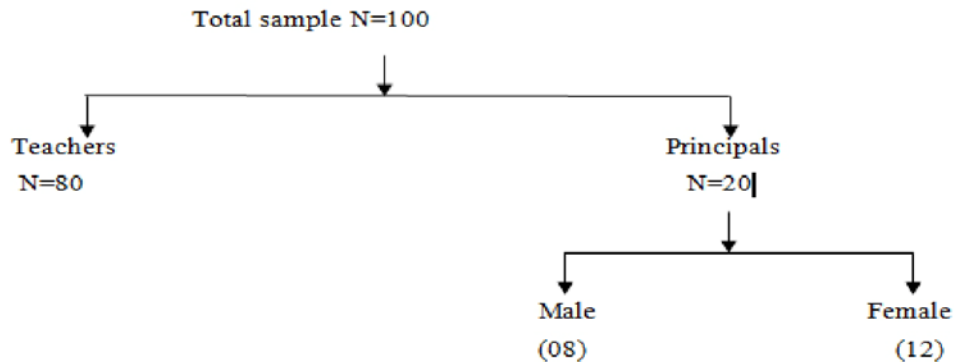 Total sample N=100
Teachers
N=80
Principals
N=20
Male
(08)
Female
(12)